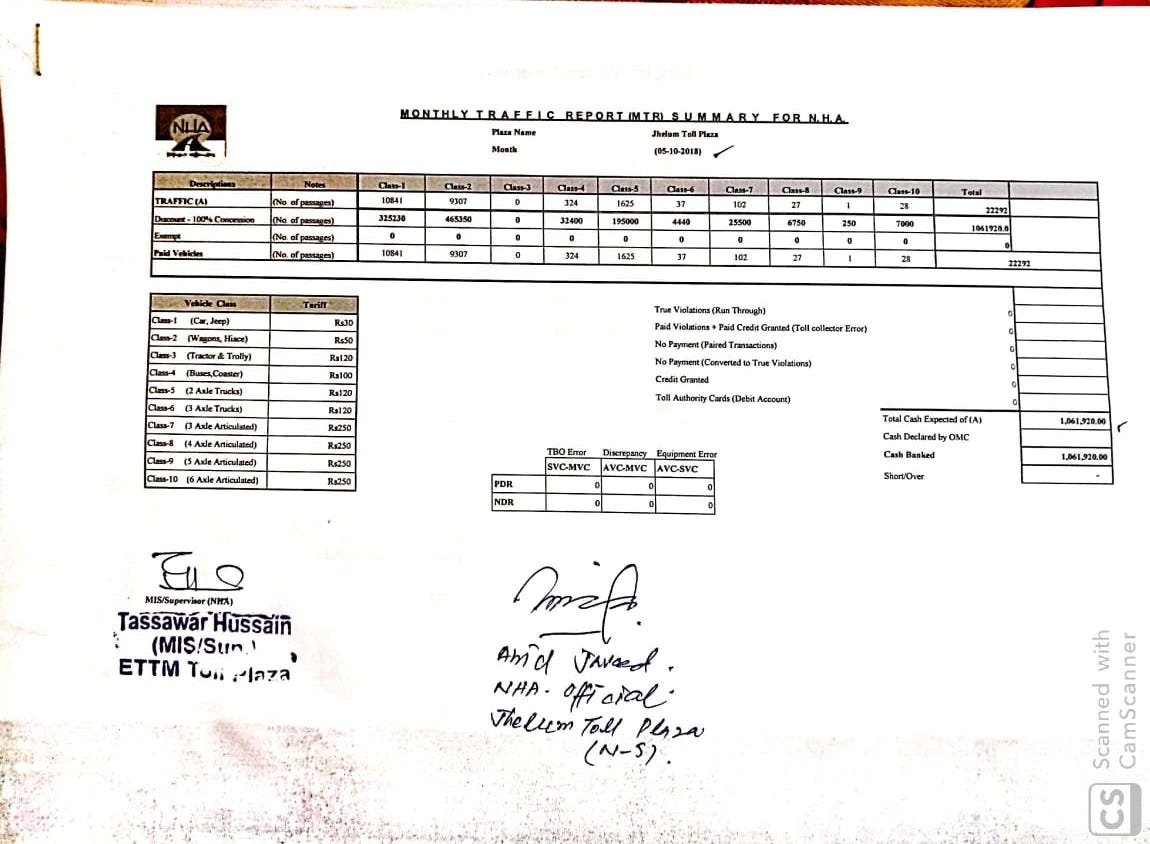 NHA
MONTHLY TRAFFIC REPORT (MTR) SUMMARY FOR N.H.A.
Plaza Name Jhelum Toll Plaza
Month (05-10-2018)
Descriptions Notes Class-1 Class-2 Class-3 Class-4 Class-5 Class-6 Class-7 Class-8 Class-9 Class-10 Total
TRAFFIC (A) (No. of passages) 10841 9307 0 324 1625 37 102 27 1 28 22292
Discount - 100% Concession (No. of passages) 325230 465350 0 32400 195000 4440 25500 6750 250 7000 1061920.0
Exempt (No. of passages) 0 0 0 0 0 0 0 0 0 0 0
Paid Vehicles (No. of passages) 10841 9307 0 324 1625 37 102 27 1 28 22292
Vehicle Class Tariff
Class-1 (Car, Jeep) Rs30
Class-2 (Wagons, Hiace) Rs50
Class-3 (Tractor & Trolly) Rs120
Class-4 (Buses,Coaster) Rs100
Class-5 (2 Axle Trucks) Rs120
Class-6 (3 Axle Trucks) Rs120
Class-7 (3 Axle Articulated) Rs250
Class-8 (4 Axle Articulated) Rs250
Class-9 (5 Axle Articulated) Rs250
Class-10 (6 Axle Articulated) Rs250
True Violations (Run Through) 0
Paid Violations + Paid Credit Granted (Toll collector Error) 0
No Payment (Paired Transactions) 0
No Payment (Converted to True Violations) 0
Credit Granted 0
Toll Authority Cards (Debit Account) 0
Total Cash Expected of (A) 1,061,920.00
Cash Declared by OMC
Cash Banked 1,061,920.00
Short/Over -
TBO Error Discrepancy Equipment Error
SVC-MVC AVC-MVC AVC-SVC
PDR 0 0 0
NDR 0 0 0
MIS/Supervisor (NHA)
Tassawar Hussain
(MIS/Sup.)
ETTM Toll Plaza
Abid Javed.
NHA. Official
Jhelum Toll Plaza
(N-5).
Scanned with
CamScanner
CS